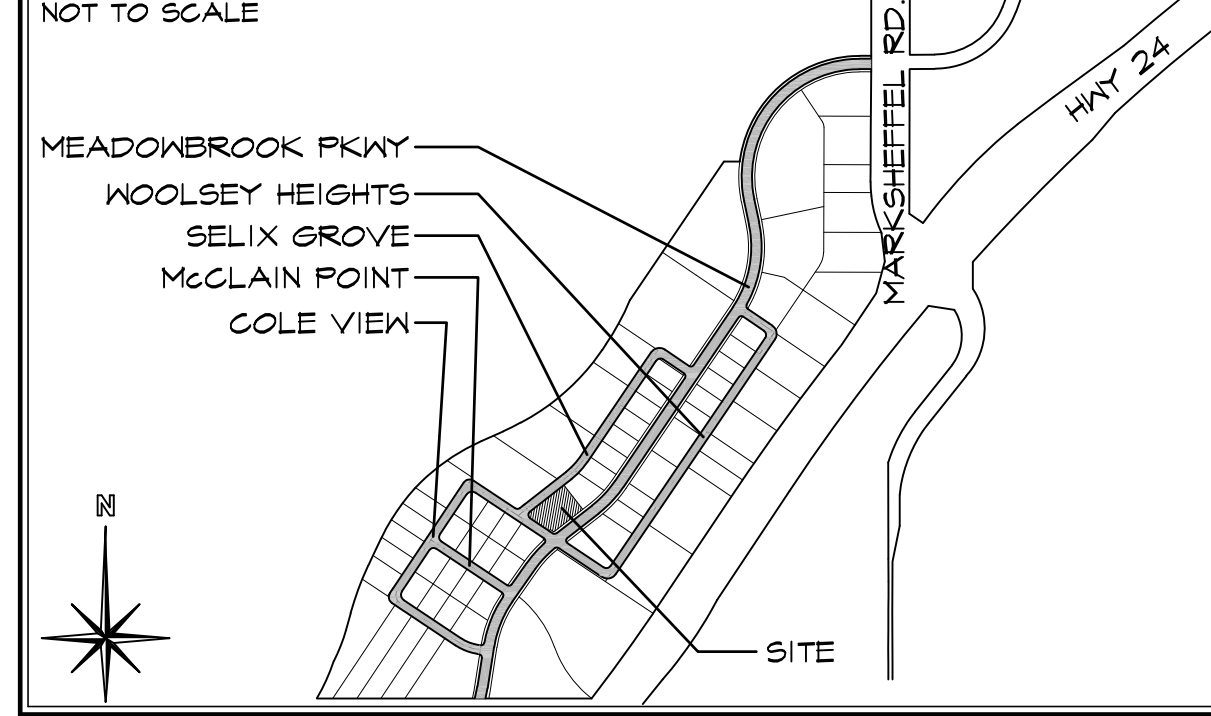 NOT TO SCALE
MARKSHEFFEL RD.
HWY 24
MEADOWBROOK PKWY
WOOLSEY HEIGHTS
SELIX GROVE
McCLAIN POINT
COLE VIEW
N
SITE